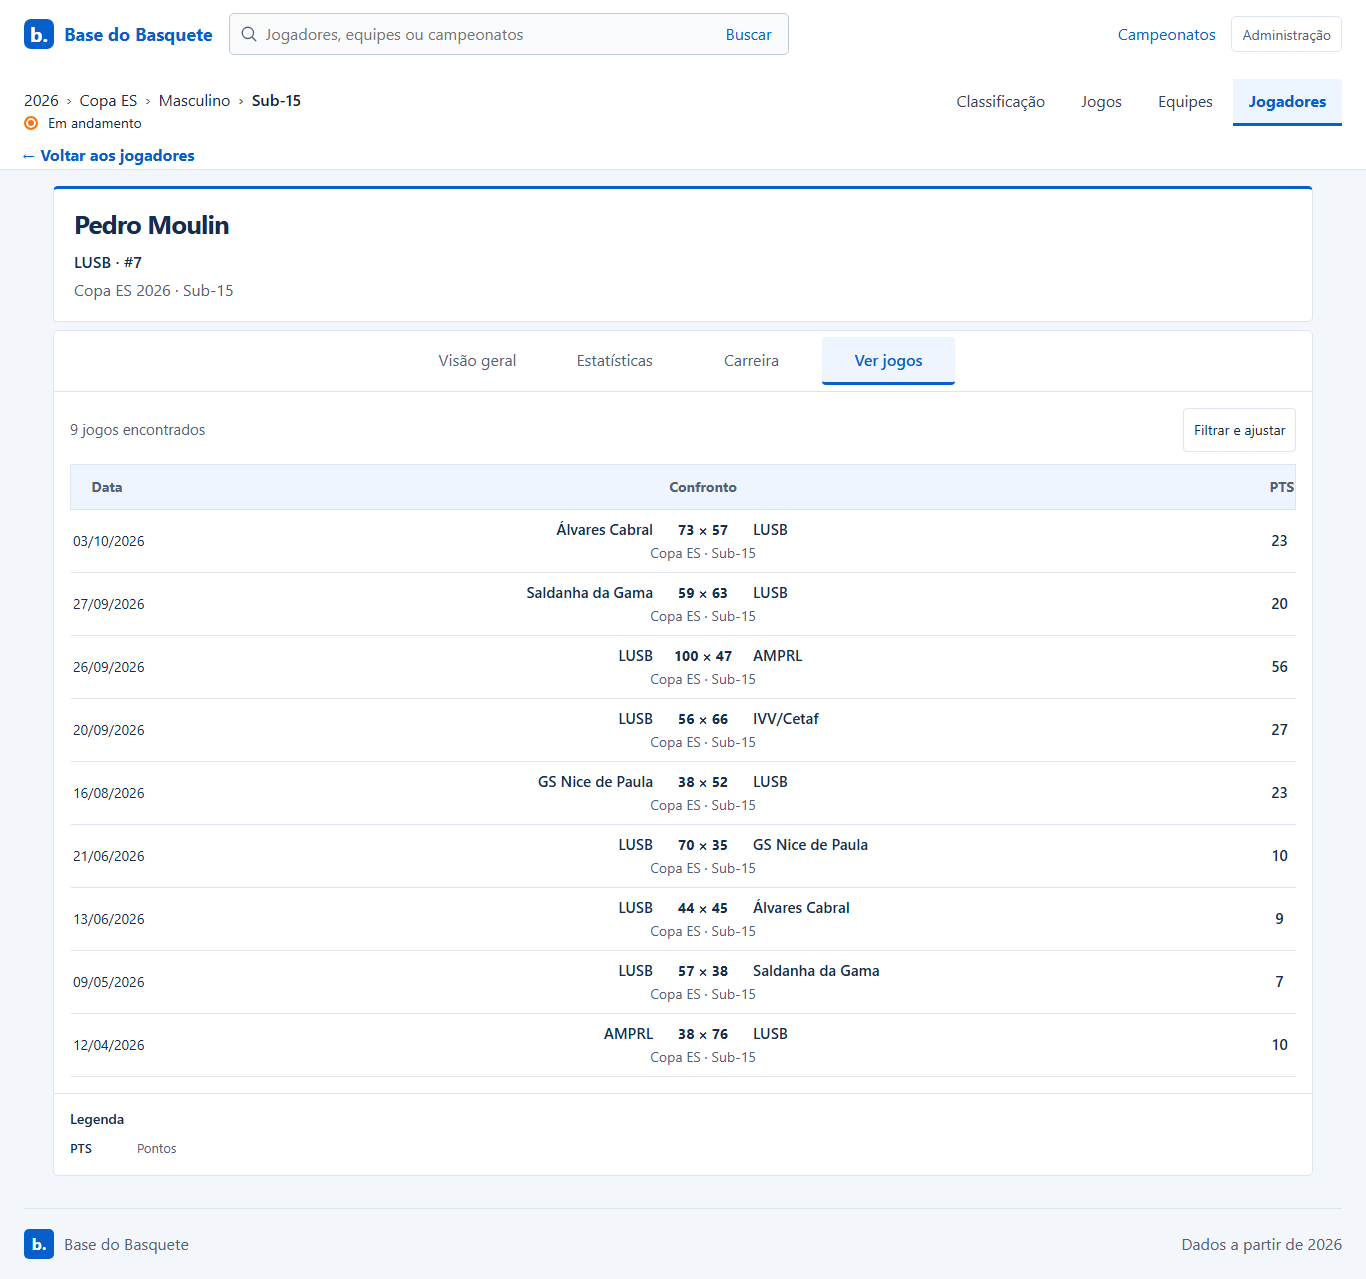 b. Base do Basquete
Jogadores, equipes ou campeonatos
Buscar
Campeonatos
Administração
2026 › Copa ES › Masculino › Sub-15
Em andamento
Classificação
Jogos
Equipes
Jogadores
← Voltar aos jogadores
Pedro Moulin
LUSB · #7
Copa ES 2026 · Sub-15
Visão geral
Estatísticas
Carreira
Ver jogos
9 jogos encontrados
Filtrar e ajustar
Data Confronto PTS
03/10/2026 Álvares Cabral 73 × 57 LUSB 23
Copa ES · Sub-15
27/09/2026 Saldanha da Gama 59 × 63 LUSB 20
Copa ES · Sub-15
26/09/2026 LUSB 100 × 47 AMPRL 56
Copa ES · Sub-15
20/09/2026 LUSB 56 × 66 IVV/Cetaf 27
Copa ES · Sub-15
16/08/2026 GS Nice de Paula 38 × 52 LUSB 23
Copa ES · Sub-15
21/06/2026 LUSB 70 × 35 GS Nice de Paula 10
Copa ES · Sub-15
13/06/2026 LUSB 44 × 45 Álvares Cabral 9
Copa ES · Sub-15
09/05/2026 LUSB 57 × 38 Saldanha da Gama 7
Copa ES · Sub-15
12/04/2026 AMPRL 38 × 76 LUSB 10
Copa ES · Sub-15
Legenda
PTS Pontos
b. Base do Basquete
Dados a partir de 2026